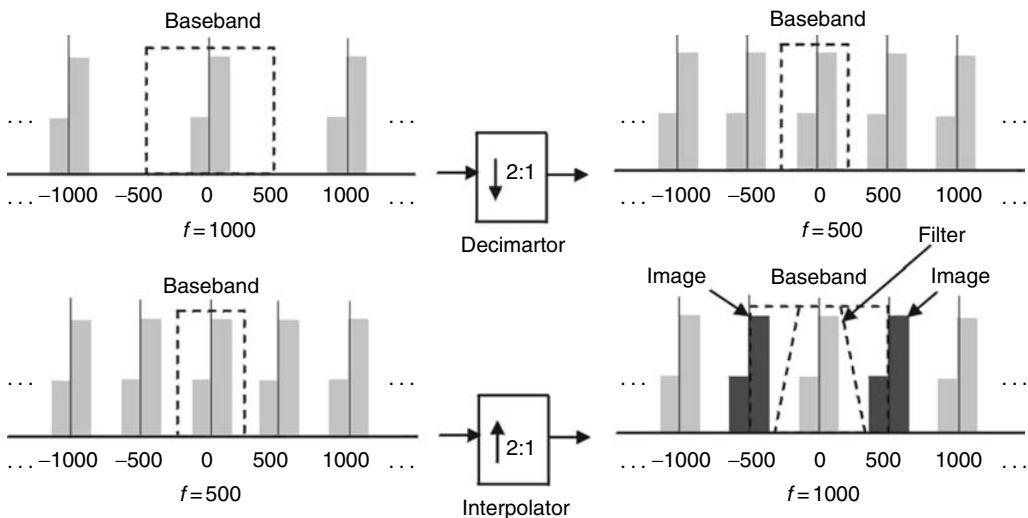 Baseband
. . .
. . .
. . . –1000 –500 0 500 1000 . . .
f = 1000
2:1
Decimartor
Baseband
. . .
. . .
. . . –1000 –500 0 500 1000 . . .
f = 500
Baseband
. . .
. . .
. . . –1000 –500 0 500 1000 . . .
f = 500
2:1
Interpolator
Filter
Image
Baseband
Image
. . .
. . .
. . . –1000 –500 0 500 1000 . . .
f = 1000